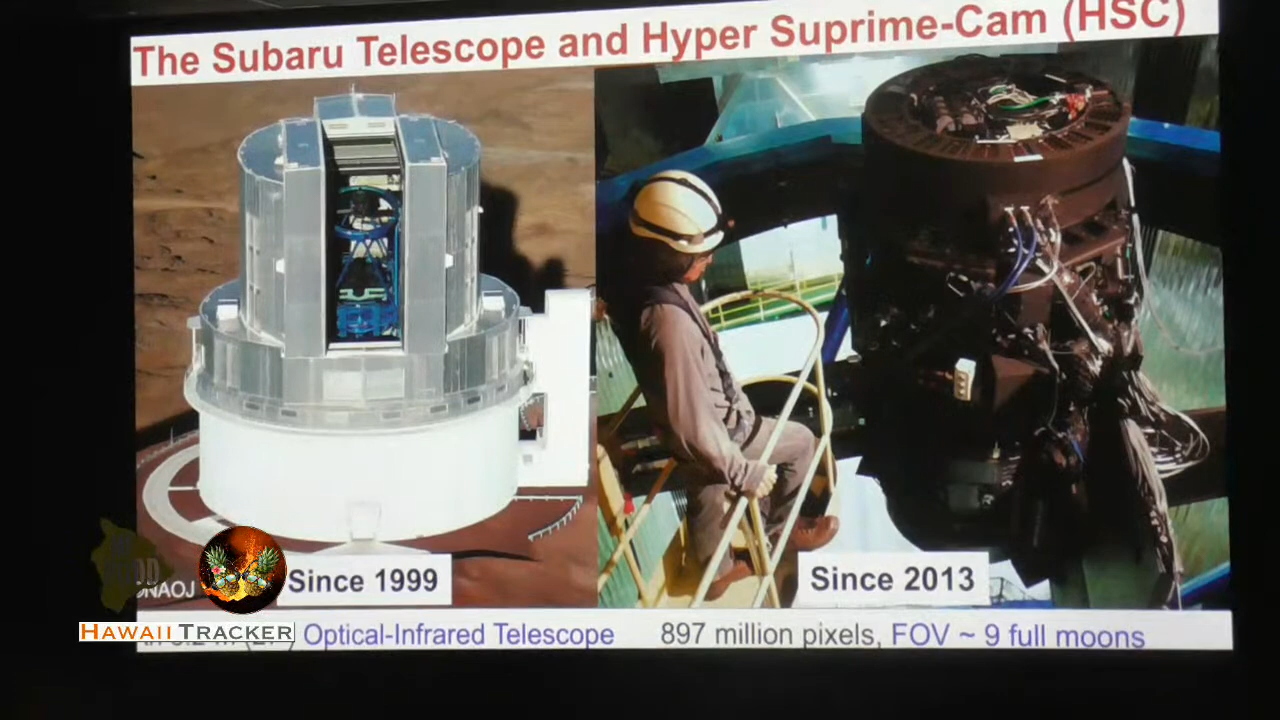 The Subaru Telescope and Hyper Suprime-Cam (HSC)
©NAOJ
Since 1999
Since 2013
HAWAII TRACKER
Optical-Infrared Telescope
897 million pixels, FOV ~ 9 full moons